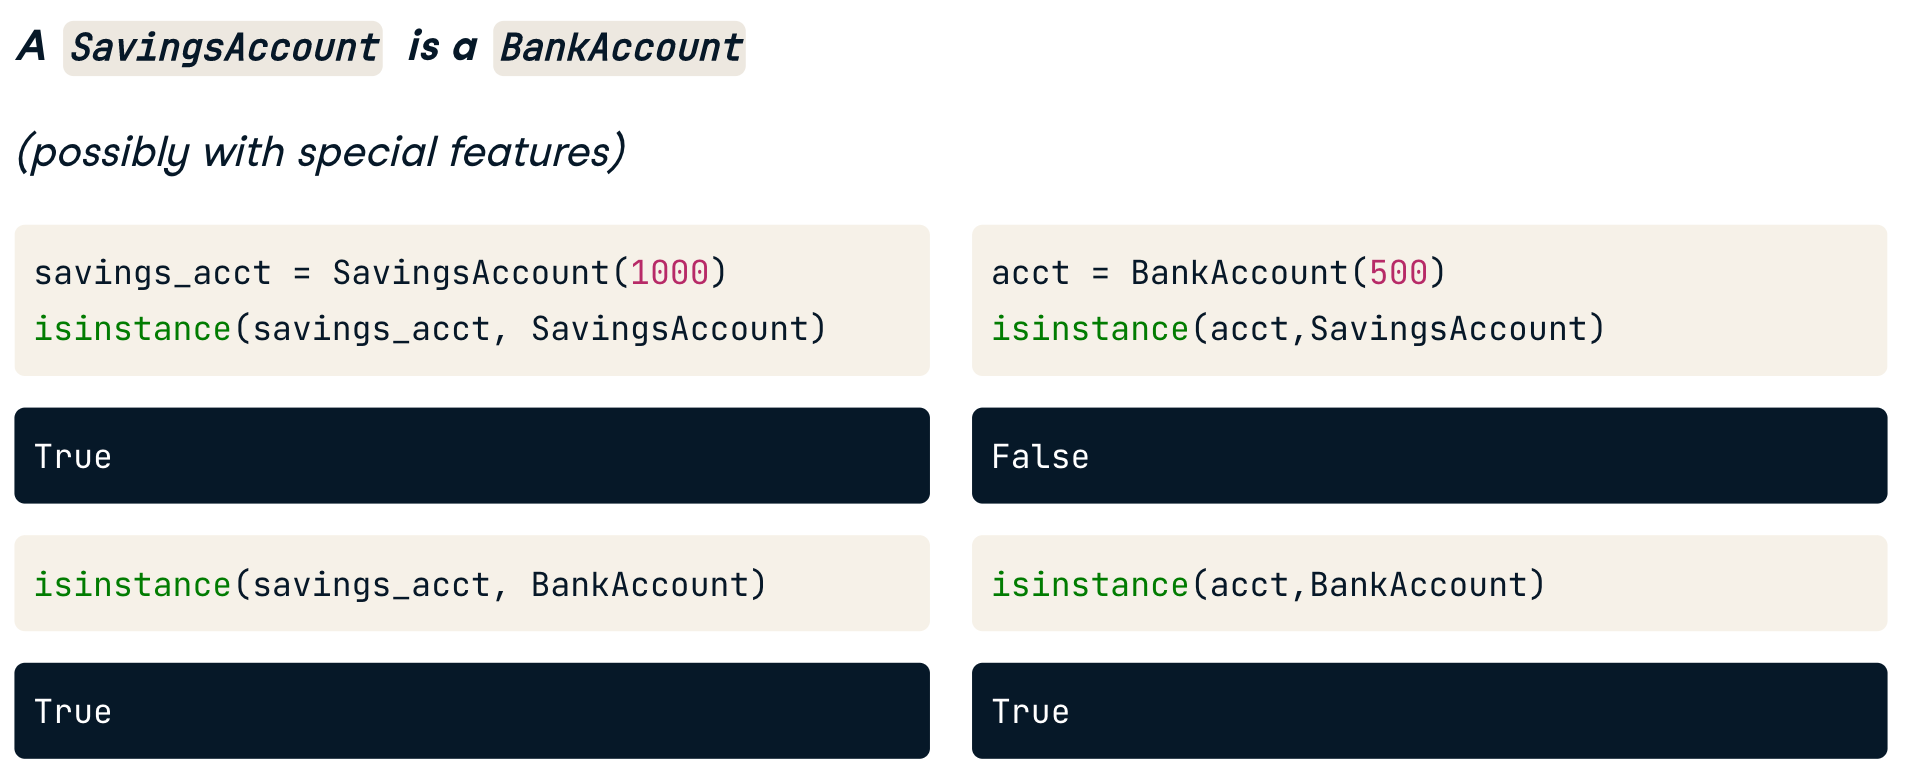 A SavingsAccount is a BankAccount
(possibly with special features)
savings_acct = SavingsAccount(1000)
isinstance(savings_acct, SavingsAccount)
True
isinstance(savings_acct, BankAccount)
True
acct = BankAccount(500)
isinstance(acct,SavingsAccount)
False
isinstance(acct,BankAccount)
True